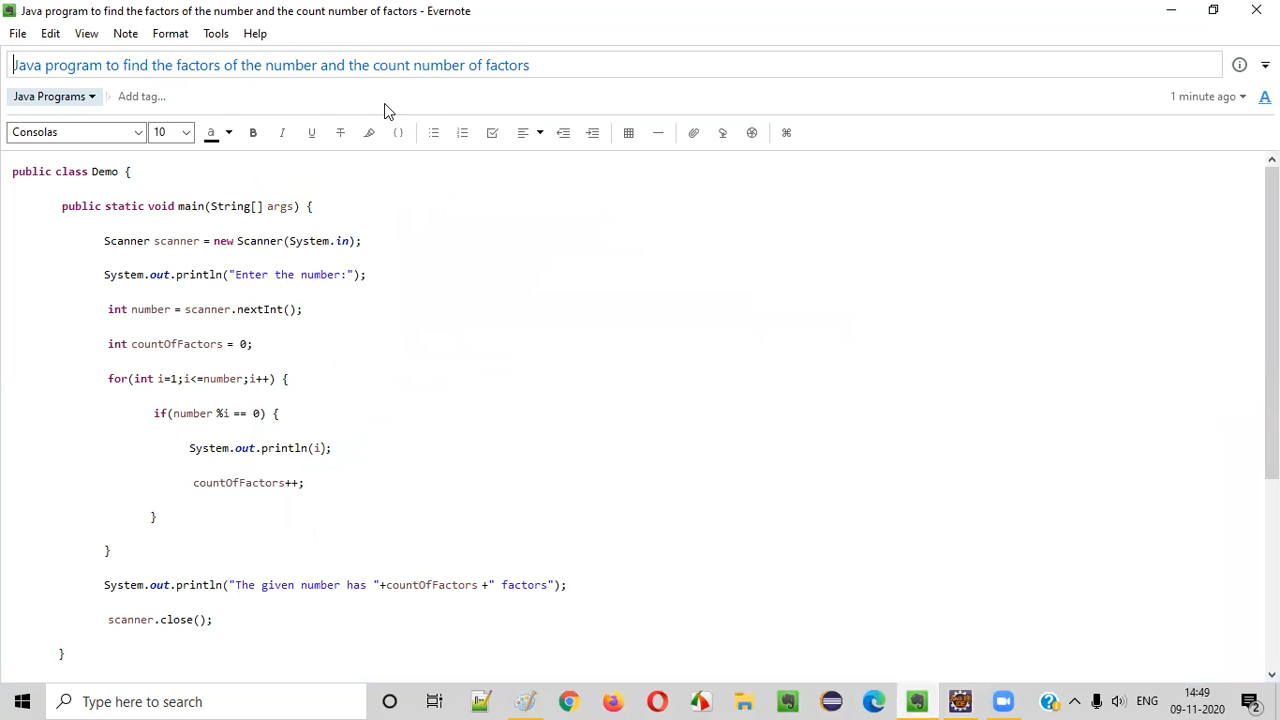 Java program to find the factors of the number and the count number of factors - Evernote
File Edit View Note Format Tools Help
Java program to find the factors of the number and the count number of factors
Java Programs Add tag... 1 minute ago
Consolas 10
public class Demo {
public static void main(String[] args) {
Scanner scanner = new Scanner(System.in);
System.out.println("Enter the number:");
int number = scanner.nextInt();
int countOfFactors = 0;
for(int i=1;i<=number;i++) {
if(number %i == 0) {
System.out.println(i);
countOfFactors++;
}
}
System.out.println("The given number has "+countOfFactors +" factors");
scanner.close();
}
Type here to search
ENG
14:49
09-11-2020
2